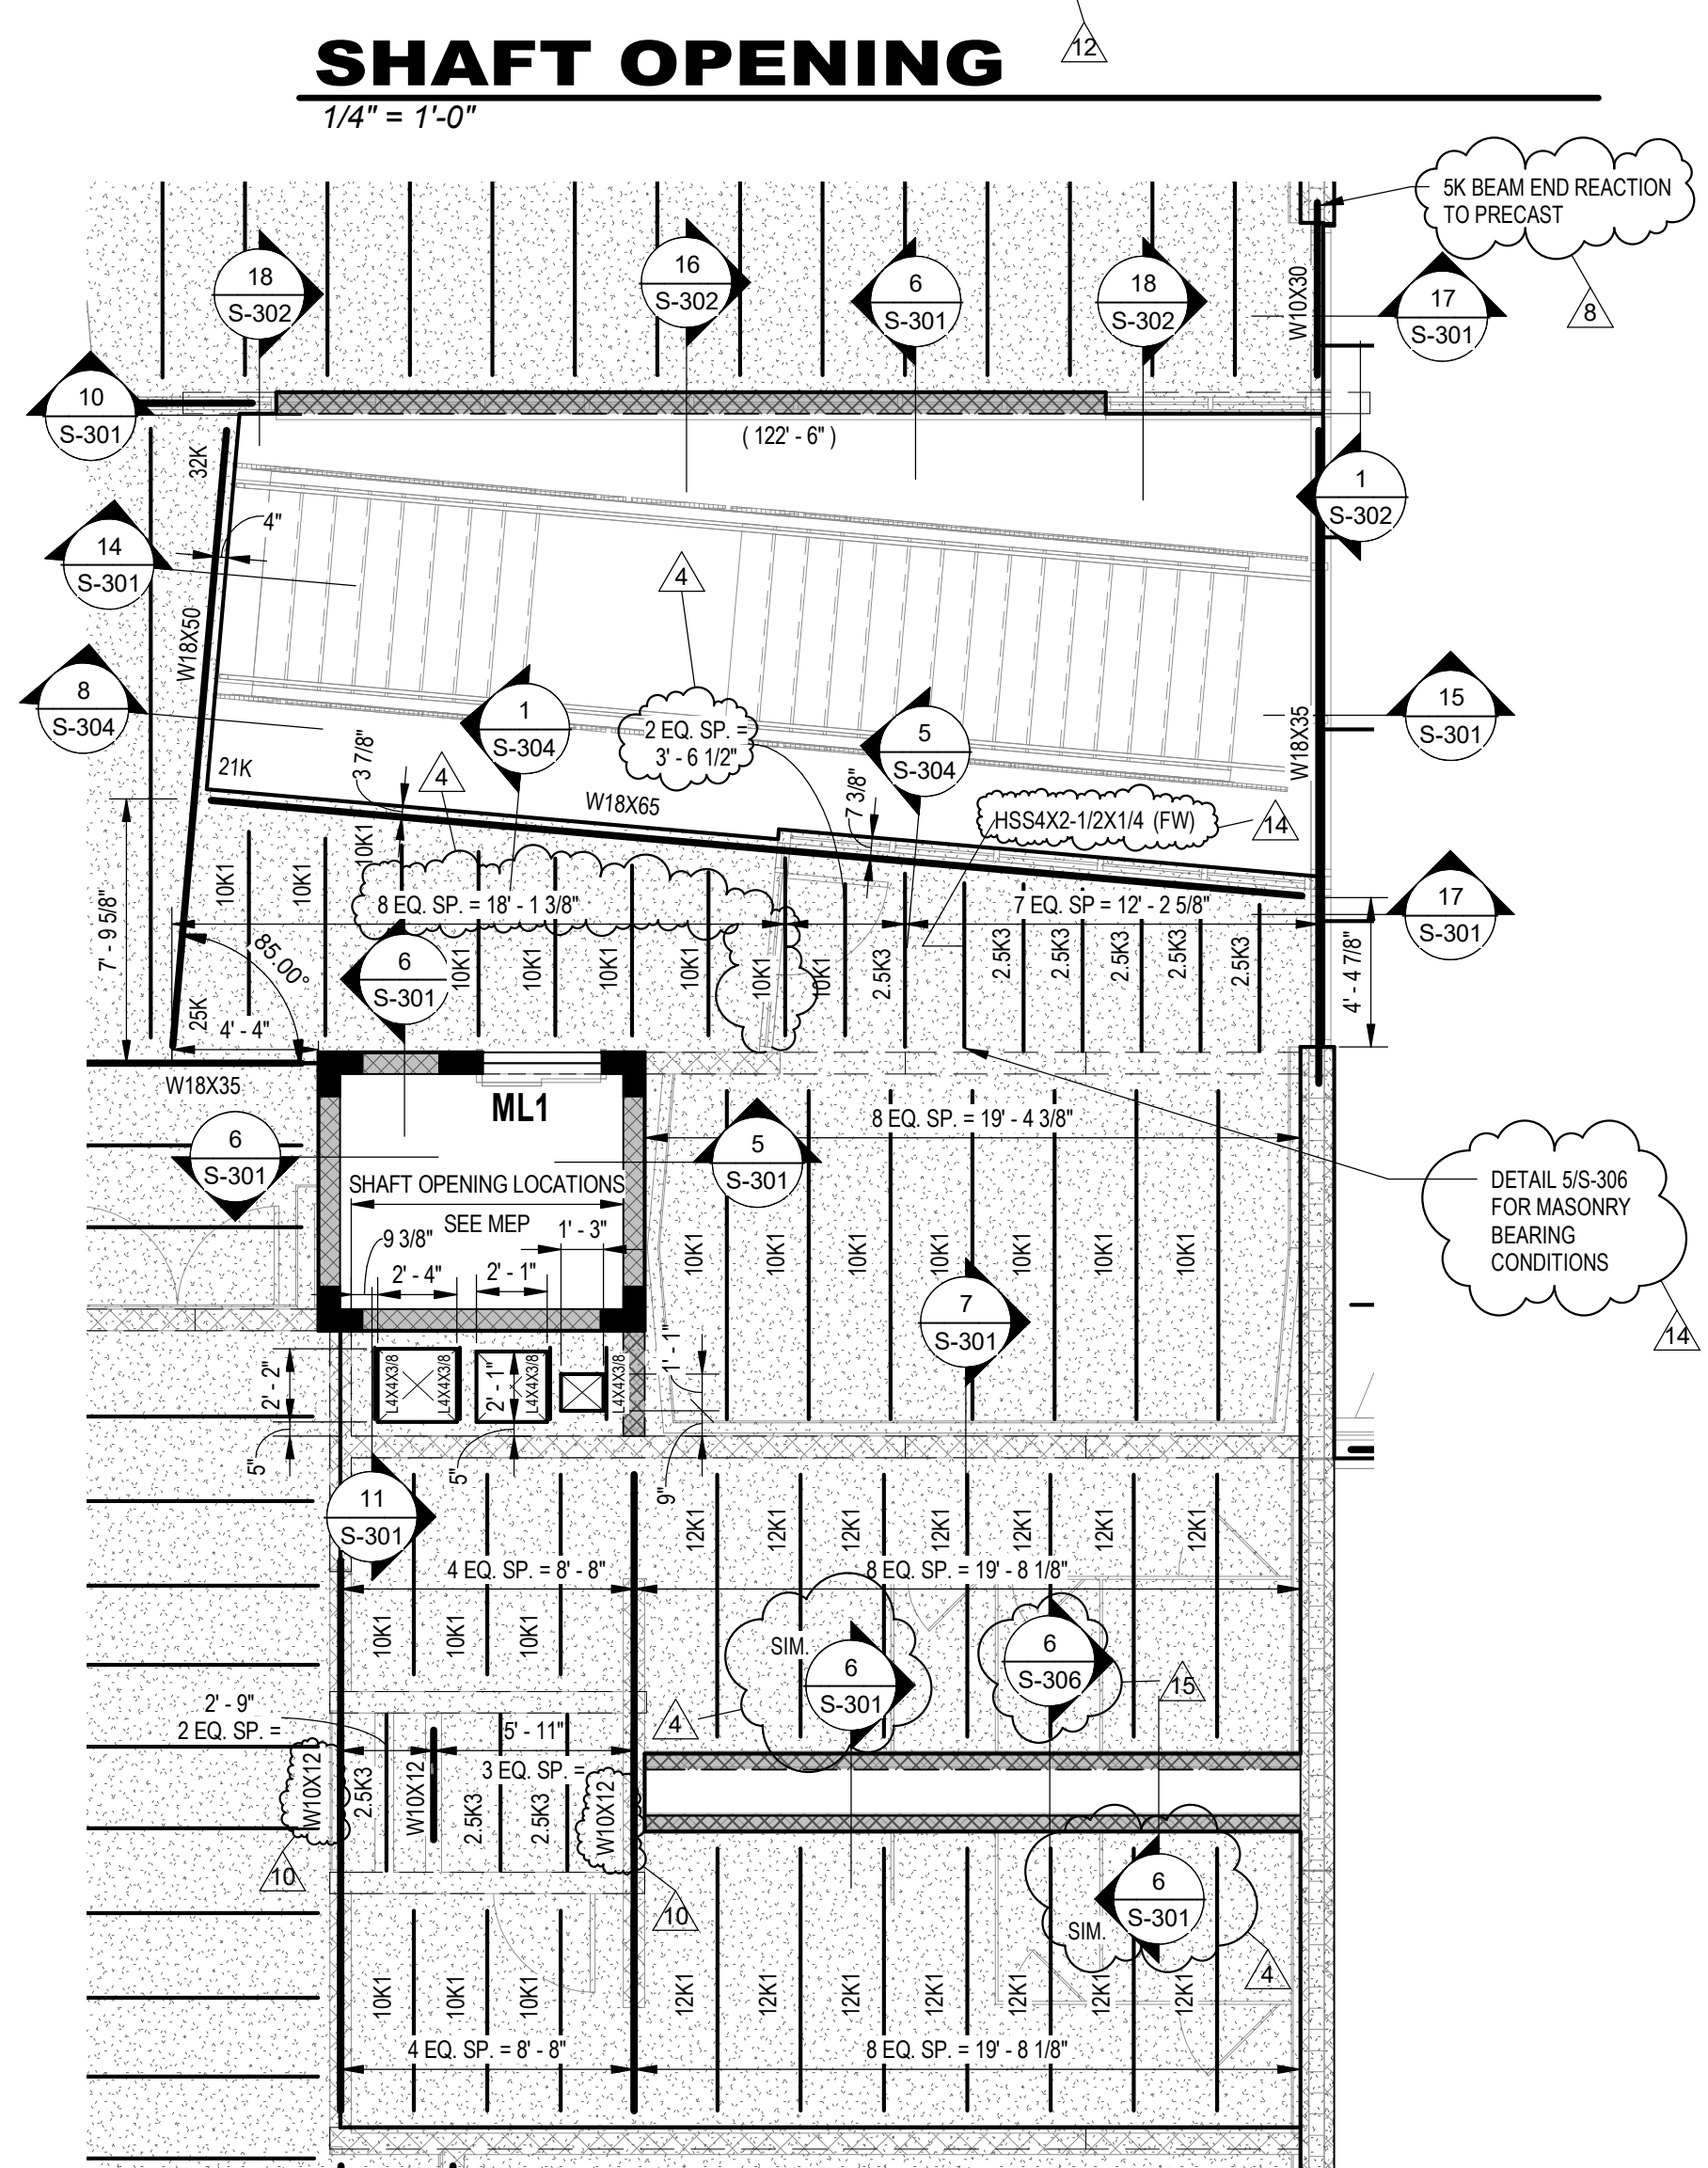 12
SHAFT OPENING
1/4" = 1'-0"
5K BEAM END REACTION
TO PRECAST
8
18
S-302
16
S-302
6
S-301
18
S-302
W10X30
17
S-301
10
S-301
( 122' - 6" )
32K
1
S-302
4"
14
S-301
4
W18X50
8
S-304
1
S-304
2 EQ. SP. =
3' - 6 1/2"
5
S-304
W18X35
15
S-301
21K
3 7/8"
4
W18X65
7 3/8"
HSS4X2-1/2X1/4 (FW)
14
7' - 9 5/8"
10K1
10K1
10K1
8 EQ. SP. = 18' - 1 3/8"
7 EQ. SP = 12' - 2 5/8"
17
S-301
85.00°
6
S-301
10K1
10K1
10K1
10K1
10K1
10K1
2.5K3
2.5K3
2.5K3
2.5K3
2.5K3
2.5K3
4' - 4 7/8"
25K
4' - 4"
W18X35
ML1
8 EQ. SP. = 19' - 4 3/8"
6
S-301
5
S-301
SHAFT OPENING LOCATIONS
SEE MEP
DETAIL 5/S-306
FOR MASONRY
BEARING
CONDITIONS
14
9 3/8"
1' - 3"
2' - 4"
2' - 1"
10K1
10K1
10K1
10K1
10K1
10K1
10K1
7
S-301
2' - 2"
L4X4X3/8
L4X4X3/8
2' - 1"
L4X4X3/8
L4X4X3/8
1' - 1"
5"
5"
9"
11
S-301
12K1
12K1
12K1
12K1
12K1
12K1
12K1
4 EQ. SP. = 8' - 8"
8 EQ. SP. = 19' - 8 1/8"
10K1
10K1
10K1
SIM.
6
S-301
6
S-306
15
4
2' - 9"
2 EQ. SP. =
5' - 11"
3 EQ. SP. =
W10X12
2.5K3
W10X12
2.5K3
2.5K3
W10X12
10
10
6
S-301
SIM.
4
10K1
10K1
10K1
12K1
12K1
12K1
12K1
12K1
12K1
12K1
4 EQ. SP. = 8' - 8"
8 EQ. SP. = 19' - 8 1/8"